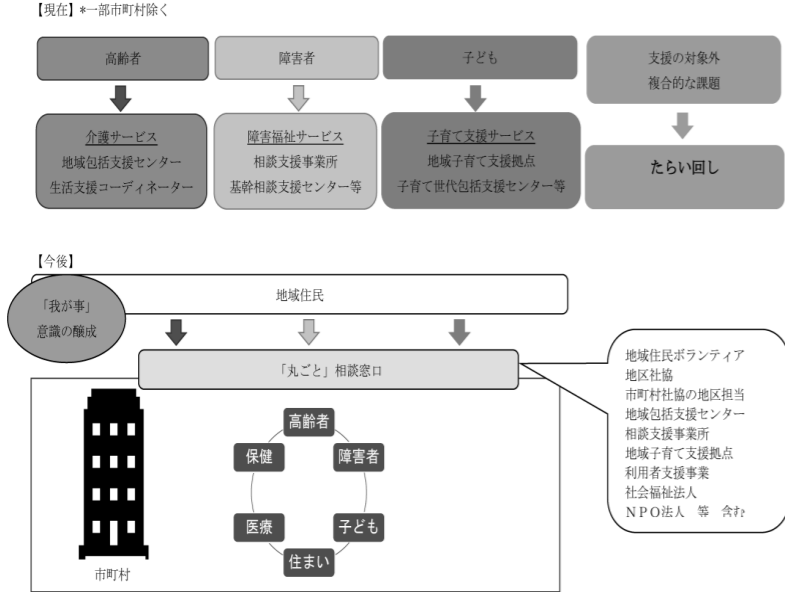 【現在】*一部市町村除く
高齢者
障害者
子ども
支援の対象外
複合的な課題
介護サービス
地域包括支援センター
生活支援コーディネーター
障害福祉サービス
相談支援事業所
基幹相談支援センター等
子育て支援サービス
地域子育て支援拠点
子育て世代包括支援センター等
たらい回し
【今後】
「我が事」
意識の醸成
地域住民
「丸ごと」相談窓口
地域住民ボランティア
地区社協
市町村社協の地区担当
地域包括支援センター
相談支援事業所
地域子育て支援拠点
利用者支援事業
社会福祉法人
ＮＰＯ法人　等　含む
高齢者
保健
障害者
医療
子ども
住まい
市町村